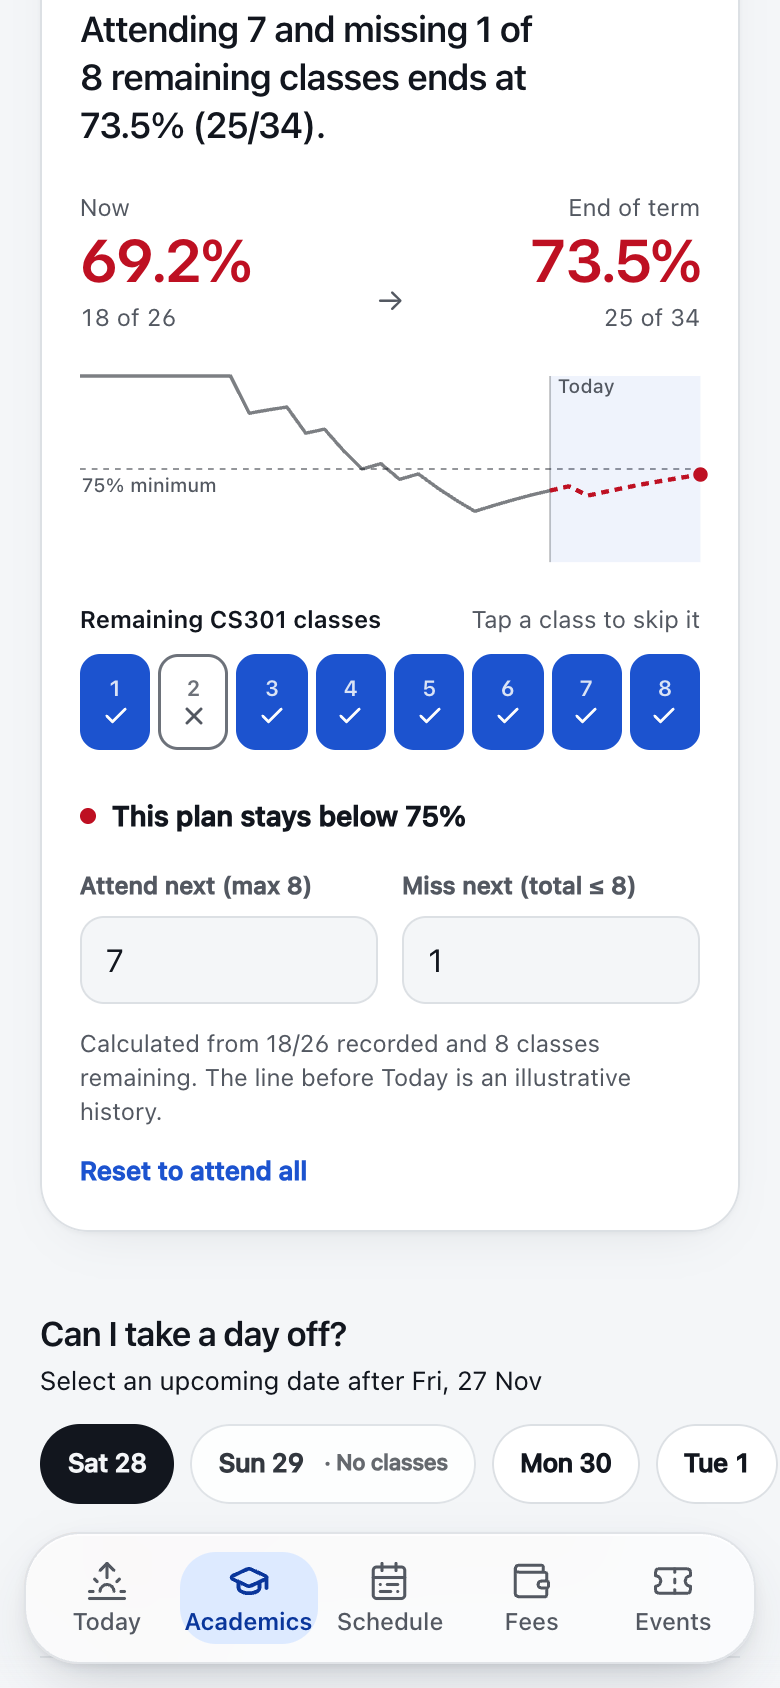 Attending 7 and missing 1 of
8 remaining classes ends at
73.5% (25/34).
Now
End of term
69.2%
73.5%
18 of 26
→
25 of 34
Today
75% minimum
Remaining CS301 classes
Tap a class to skip it
1 2 3 4 5 6 7 8
This plan stays below 75%
Attend next (max 8)
Miss next (total ≤ 8)
7
1
Calculated from 18/26 recorded and 8 classes
remaining. The line before Today is an illustrative
history.
Reset to attend all
Can I take a day off?
Select an upcoming date after Fri, 27 Nov
Sat 28
Sun 29 · No classes
Mon 30
Tue 1
Today
Academics
Schedule
Fees
Events